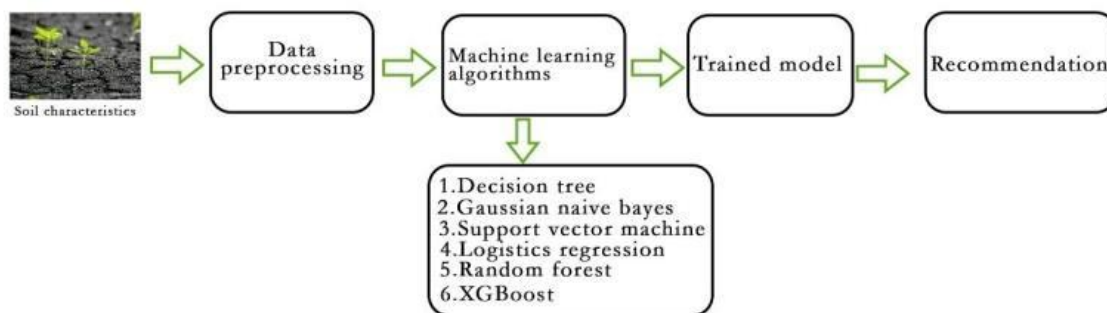 Soil characteristics
Data
preprocessing
Machine learning
algorithms
Trained model
Recommendation
1.Decision tree
2.Gaussian naive bayes
3.Support vector machine
4.Logistics regression
5.Random forest
6.XGBoost